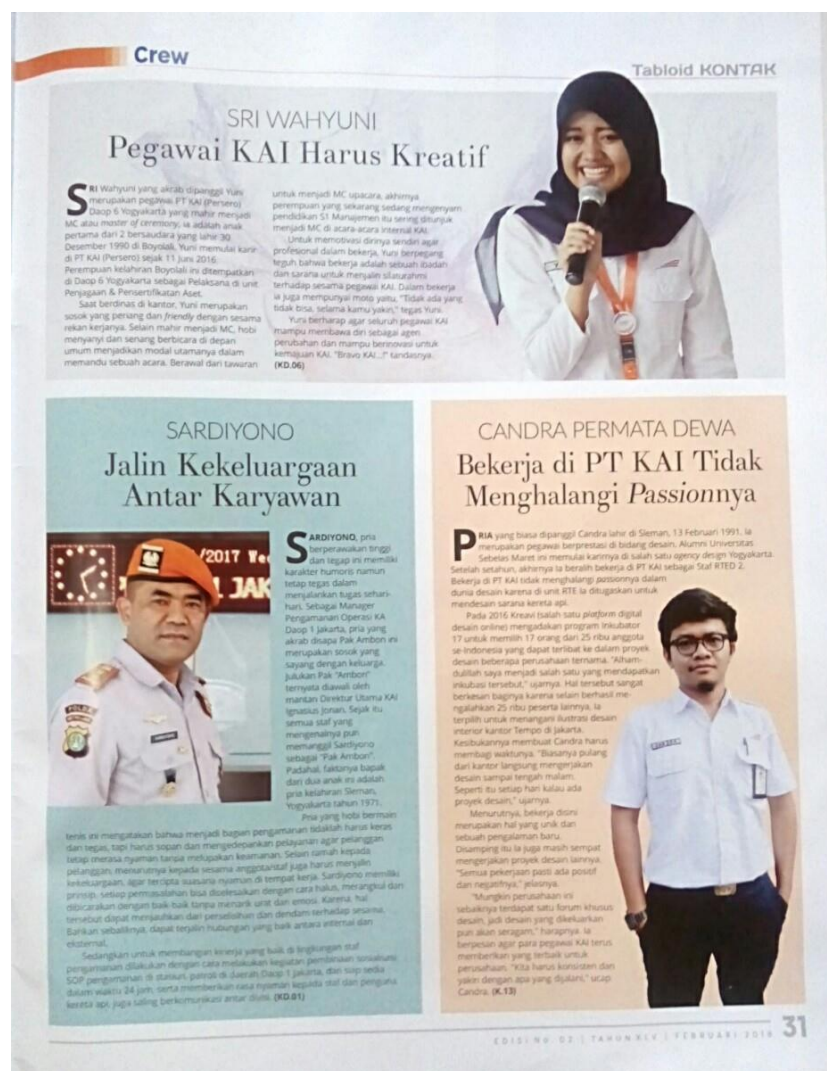 Crew
Tabloid KONTAK
SRI WAHYUNI
Pegawai KAI Harus Kreatif
SRI Wahyuni yang akrab dipanggil Yuni
merupakan pegawai PT KAI (Persero)
Daop 6 Yogyakarta yang mahir menjadi
MC atau master of ceremony, ia adalah anak
pertama dari 2 bersaudara yang lahir 30
Desember 1990 di Boyolali. Yuni memulai karir
di PT KAI (Persero) sejak 11 Juni 2016.
Perempuan kelahiran Boyolali ini ditempatkan
di Daop 6 Yogyakarta sebagai Pelaksana di unit
Penjagaan & Pensertifikatan Aset.
Saat berdinas di kantor, Yuni merupakan
sosok yang periang dan friendly dengan sesama
rekan kerjanya. Selain mahir menjadi MC, hobi
menyanyi dan senang berbicara di depan
umum menjadikan modal utamanya dalam
memandu sebuah acara. Berawal dari tawaran
untuk menjadi MC upacara, akhirnya
perempuan yang sekarang sedang mengenyam
pendidikan S1 Manajemen itu sering ditunjuk
menjadi MC di acara-acara internal KAI.
Untuk memotivasi dirinya sendiri agar
profesional dalam bekerja, Yuni berpegang
teguh bahwa bekerja adalah sebuah ibadah
dan sarana untuk menjalin silaturahmi
terhadap sesama pegawai KAI. Dalam bekerja
ia juga mempunyai moto yaitu, "Tidak ada yang
tidak bisa, selama kamu yakin," tegas Yuni.
Yuni berharap agar seluruh pegawai KAI
mampu membawa diri sebagai agen
perubahan dan mampu berinovasi untuk
kemajuan KAI. "Bravo KAI...!" tandasnya.
(KD.06)
SARDIYONO
Jalin Kekeluargaan
Antar Karyawan
/2017 We
JAK
SARDIYONO, pria
berperawakan tinggi
dan tegap ini memiliki
karakter humoris namun
tetap tegas dalam
menjalankan tugas sehari-
hari. Sebagai Manager
Pengamanan Operasi KA
Daop 1 Jakarta, pria yang
akrab disapa Pak Ambon ini
merupakan sosok yang
sayang dengan keluarga.
Julukan Pak "Ambon"
ternyata diawali oleh
mantan Direktur Utama KAI
Ignasius Jonan. Sejak itu
semua staf yang
mengenalnya pun
memanggil Sardiyono
sebagai "Pak Ambon".
Padahal, faktanya bapak
dari dua anak ini adalah
pria kelahiran Sleman,
Yogyakarta tahun 1971.
Pria yang hobi bermain
tenis ini mengatakan bahwa menjadi bagian pengamanan tidaklah harus keras
dan tegas, tapi harus sopan dan mengedepankan pelayanan agar pelanggan
tetap merasa nyaman tanpa melupakan keamanan. Selain ramah kepada
pelanggan, menurutnya kepada sesama anggota/staf juga harus menjalin
kekeluargaan, agar tercipta suasana nyaman di tempat kerja. Sardiyono memiliki
prinsip, setiap permasalahan bisa diselesaikan dengan cara halus, merangkul dan
dibicarakan dengan baik baik tanpa menarik urat dan emosi. Karena, hal
tersebut dapat menjauhkan dari perselisihan dan dendam terhadap sesama.
Bahkan sebaliknya, dapat terjalin hubungan yang baik antara internal dan
eksternal.
Sedangkan untuk membangun kinerja yang baik di lingkungan staf
pengamanan dilakukan dengan cara melakukan kegiatan pembinaan sosialisasi
SOP pengamanan di stasiun, patroli di daerah Daop 1 Jakarta, dan siap sedia
dalam waktu 24 jam, serta memberikan rasa nyaman kepada staf dan pengguna
kereta api, juga saling berkomunikasi antar divisi. (KD.01)
CANDRA PERMATA DEWA
Bekerja di PT KAI Tidak
Menghalangi Passionnya
PRIA yang biasa dipanggil Candra lahir di Sleman, 13 Februari 1991. Ia
merupakan pegawai berprestasi di bidang desain. Alumni Universitas
Sebelas Maret ini memulai karirnya di salah satu agency design Yogyakarta.
Setelah setahun, akhirnya ia beralih bekerja di PT KAI sebagai Staf RTED 2.
Bekerja di PT KAI tidak menghalangi passionnya dalam
dunia desain karena di unit RTE ia ditugaskan untuk
mendesain sarana kereta api.
Pada 2016 Kreavi (salah satu platform digital
desain online) mengadakan program Inkubator
17 untuk memilih 17 orang dari 25 ribu anggota
se-Indonesia yang dapat terlibat ke dalam proyek
desain beberapa perusahaan ternama. "Alham-
dulillah saya menjadi salah satu yang mendapatkan
inkubasi tersebut," ujarnya. Hal tersebut sangat
berkesan baginya karena selain berhasil me-
ngalahkan 25 ribu peserta lainnya, ia
terpilih untuk menangani ilustrasi desain
interior kantor Tempo di Jakarta.
Kesibukannya membuat Candra harus
membagi waktunya. "Biasanya pulang
dari kantor langsung mengerjakan
desain sampai tengah malam.
Seperti itu setiap hari kalau ada
proyek desain," ujarnya.
Menurutnya, bekerja disini
merupakan hal yang unik dan
sebuah pengalaman baru.
Disamping itu ia juga masih sempat
mengerjakan proyek desain lainnya.
"Semua pekerjaan pasti ada positif
dan negatifnya," jelasnya.
"Mungkin perusahaan ini
sebaiknya terdapat satu forum khusus
desain, jadi desain yang dikeluarkan
pun akan seragam," harapnya. Ia
berpesan agar para pegawai KAI terus
memberikan yang terbaik untuk
perusahaan. "Kita harus konsisten dan
yakin dengan apa yang dijalani," ucap
Candra. (K.13)
EDISI No. 02 | TAHUN XLV | FEBRUARI 2018 31